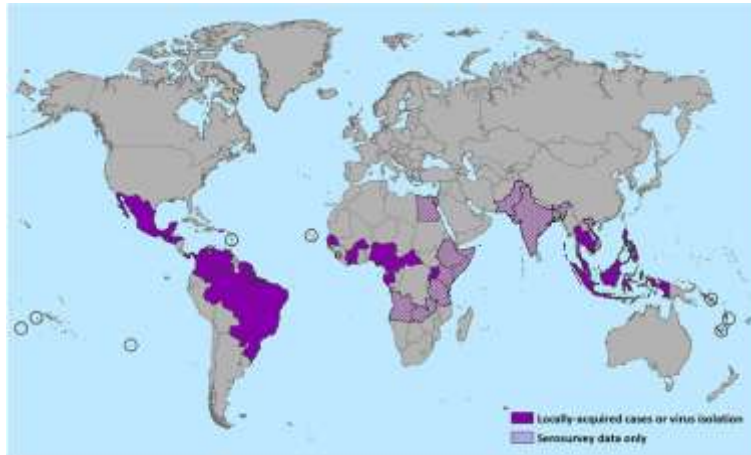 Locally-acquired cases or virus isolation
Serosurvey data only